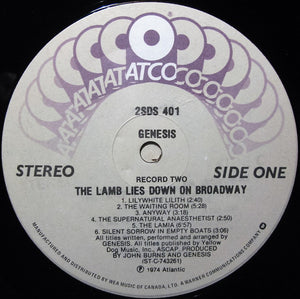 ATCO
2SDS 401
GENESIS
STEREO
SIDE ONE
RECORD TWO
THE LAMB LIES DOWN ON BROADWAY
1. LILYWHITE LILITH (2:40)
2. THE WAITING ROOM (5:28)
3. ANYWAY (3:18)
4. THE SUPERNATURAL ANAESTHETIST (2:50)
5. THE LAMIA (6:57)
6. SILENT SORROW IN EMPTY BOATS (3:06)
All titles written, performed and arranged by
GENESIS. All titles published by Yellow
Dog Music, Inc., ASCAP. PRODUCED
BY JOHN BURNS AND GENESIS
(ST-C-743261)
℗ 1974 Atlantic
MANUFACTURED AND DISTRIBUTED BY WEA MUSIC OF CANADA, LTD. A WARNER COMMUNICATIONS COMPANY